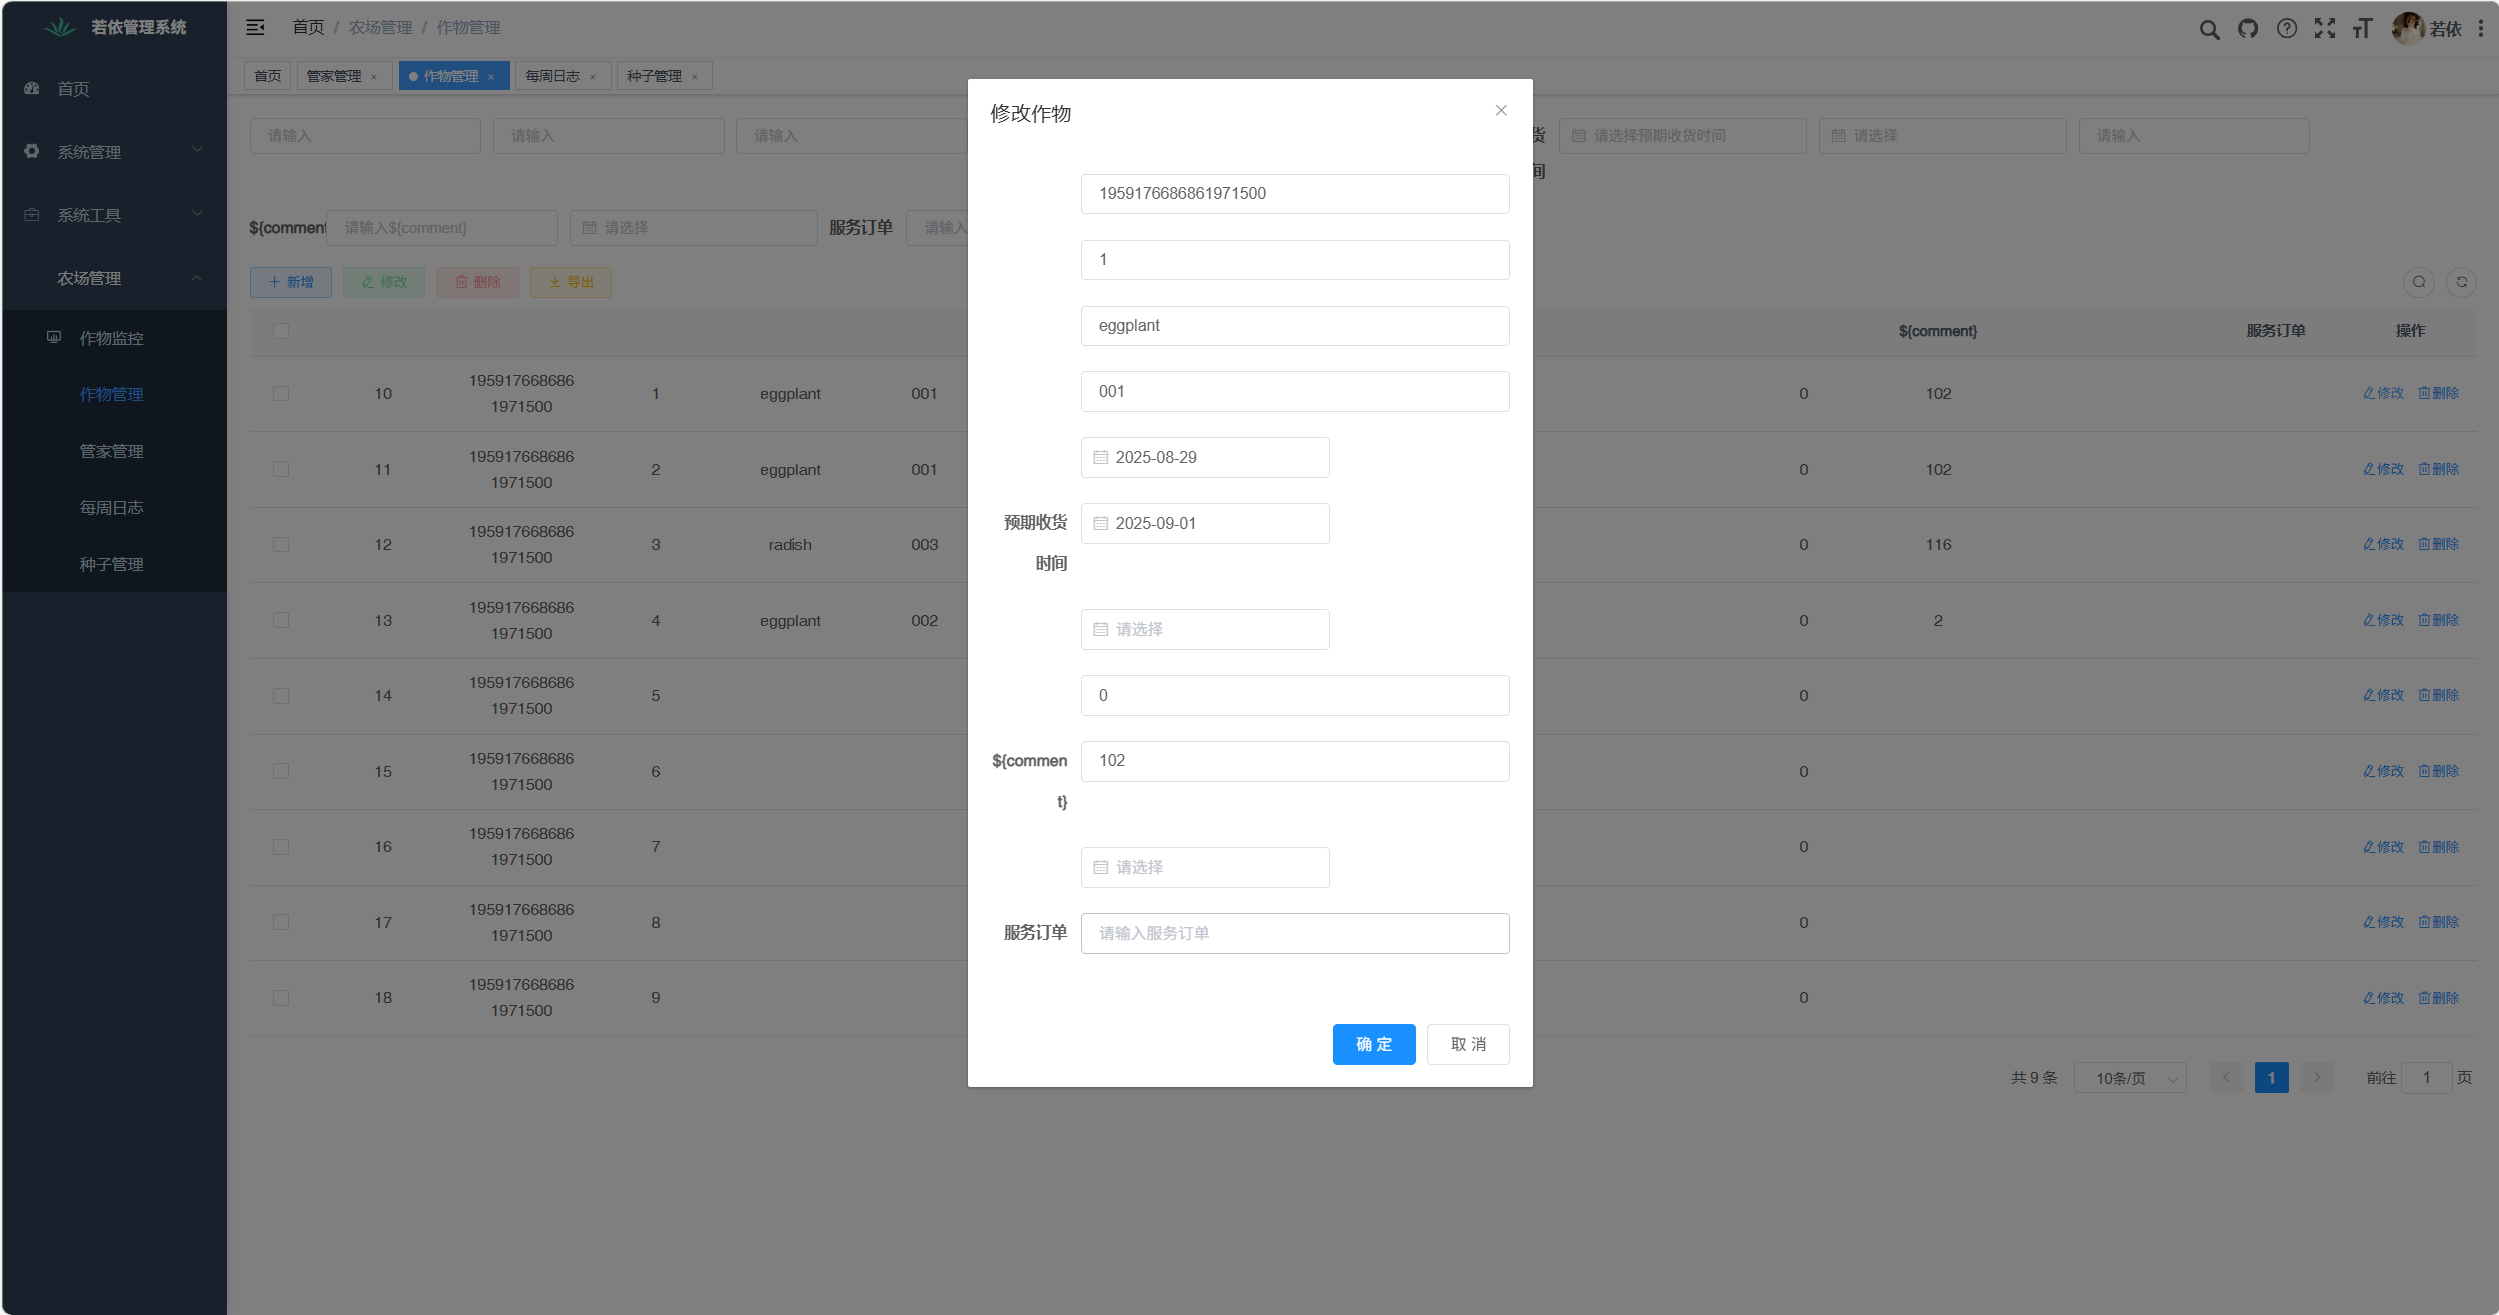 若依管理系统
首页 / 农场管理 / 作物管理
若依
首页 管家管理 × 作物管理 × 每周日志 × 种子管理 ×
首页
系统管理
系统工具
农场管理
作物监控
作物管理
管家管理
每周日志
种子管理
请输入 请输入 请输入 货 请选择预期收货时间 请选择 请输入
间
${comment 请输入${comment} 请选择 服务订单 请输入
新增 修改 删除 导出
${comment} 服务订单 操作
10 195917668686 1 eggplant 001 0 102 修改 删除
1971500
11 195917668686 2 eggplant 001 0 102 修改 删除
1971500
12 195917668686 3 radish 003 0 116 修改 删除
1971500
13 195917668686 4 eggplant 002 0 2 修改 删除
1971500
14 195917668686 5 0 修改 删除
1971500
15 195917668686 6 0 修改 删除
1971500
16 195917668686 7 0 修改 删除
1971500
17 195917668686 8 0 修改 删除
1971500
18 195917668686 9 0 修改 删除
1971500
共 9 条 10条/页 1 前往 1 页
修改作物
1959176686861971500
1
eggplant
001
2025-08-29
预期收货 2025-09-01
时间
请选择
0
${commen 102
t}
请选择
服务订单 请输入服务订单
确 定 取 消